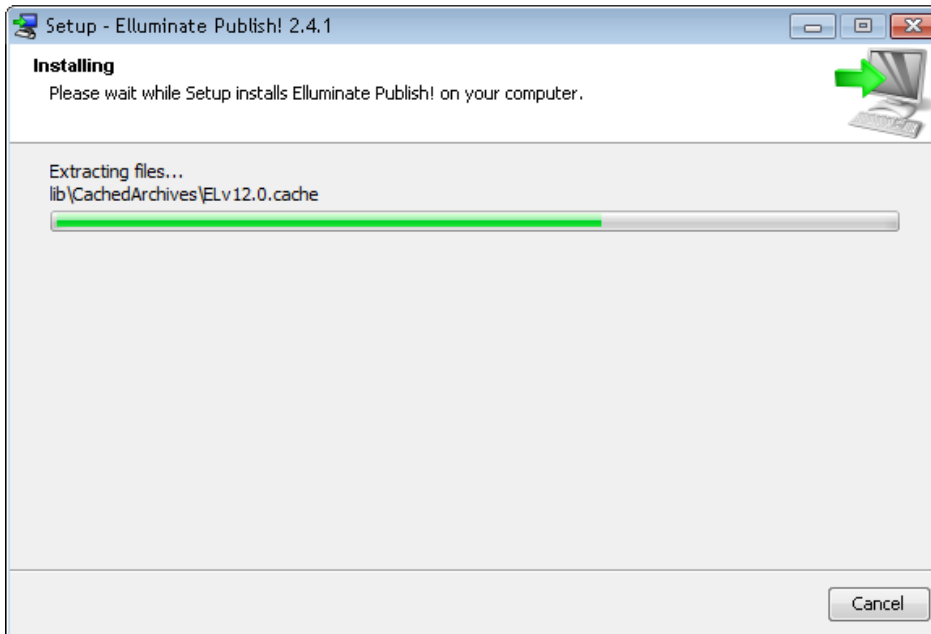 Setup - Elluminate Publish! 2.4.1
Installing
Please wait while Setup installs Elluminate Publish! on your computer.
Extracting files...
lib\CachedArchives\ELv12.0.cache
Cancel